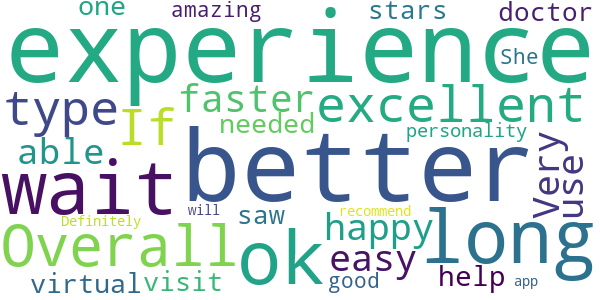 one amazing stars doctor
experience She
type If faster excellent
needed personality
able better Very use
wait
Definitely will saw recommend long
Overall ok happy
easy
virtual visit good help app